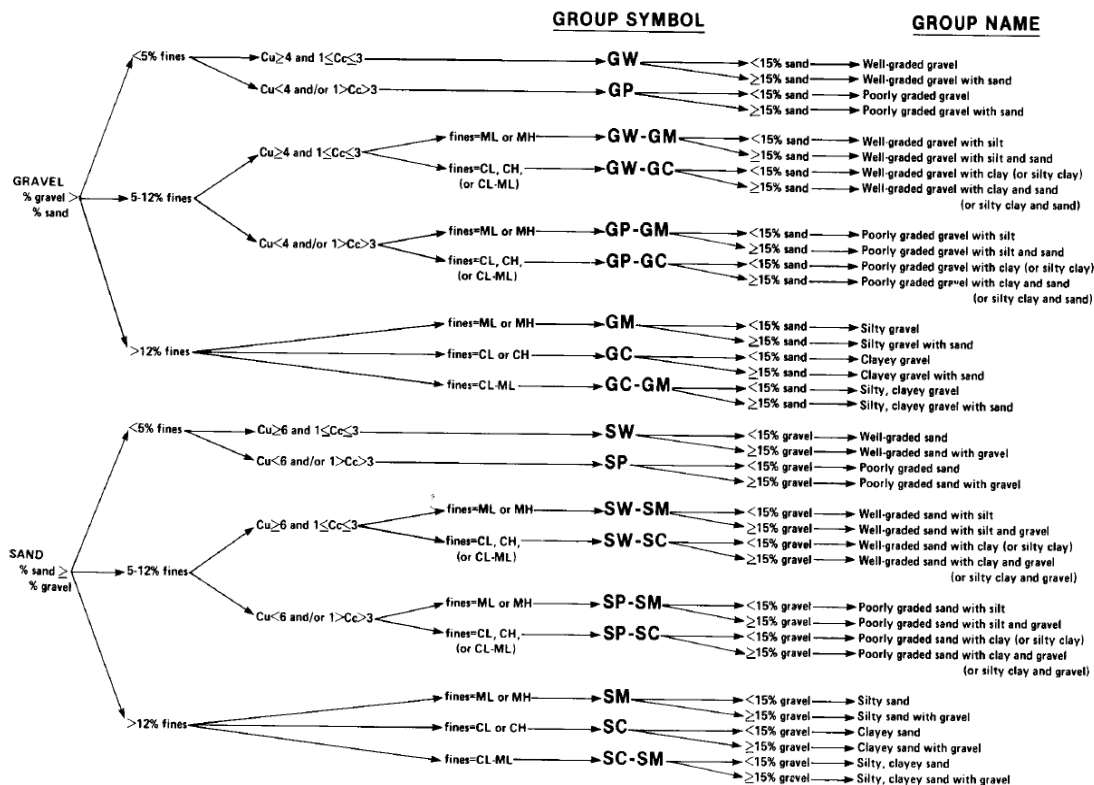 GROUP SYMBOL
GROUP NAME
GRAVEL
% gravel >
% sand
<5% fines
Cu≥4 and 1≤Cc≤3
GW
<15% sand
Well-graded gravel
≥15% sand
Well-graded gravel with sand
Cu<4 and/or 1>Cc>3
GP
<15% sand
Poorly graded gravel
≥15% sand
Poorly graded gravel with sand
5-12% fines
Cu≥4 and 1≤Cc≤3
fines=ML or MH
GW-GM
<15% sand
Well-graded gravel with silt
≥15% sand
Well-graded gravel with silt and sand
fines=CL, CH,
(or CL-ML)
GW-GC
<15% sand
Well-graded gravel with clay (or silty clay)
≥15% sand
Well-graded gravel with clay and sand
(or silty clay and sand)
Cu<4 and/or 1>Cc>3
fines=ML or MH
GP-GM
<15% sand
Poorly graded gravel with silt
≥15% sand
Poorly graded gravel with silt and sand
fines=CL, CH,
(or CL-ML)
GP-GC
<15% sand
Poorly graded gravel with clay (or silty clay)
≥15% sand
Poorly graded gravel with clay and sand
(or silty clay and sand)
>12% fines
fines=ML or MH
GM
<15% sand
Silty gravel
≥15% sand
Silty gravel with sand
fines=CL or CH
GC
<15% sand
Clayey gravel
≥15% sand
Clayey gravel with sand
fines=CL-ML
GC-GM
<15% sand
Silty, clayey gravel
≥15% sand
Silty, clayey gravel with sand
SAND
% sand ≥
% gravel
<5% fines
Cu≥6 and 1≤Cc≤3
SW
<15% gravel
Well-graded sand
≥15% gravel
Well-graded sand with gravel
Cu<6 and/or 1>Cc>3
SP
<15% gravel
Poorly graded sand
≥15% gravel
Poorly graded sand with gravel
5-12% fines
Cu≥6 and 1≤Cc≤3
fines=ML or MH
SW-SM
<15% gravel
Well-graded sand with silt
≥15% gravel
Well-graded sand with silt and gravel
fines=CL, CH,
(or CL-ML)
SW-SC
<15% gravel
Well-graded sand with clay (or silty clay)
≥15% gravel
Well-graded sand with clay and gravel
(or silty clay and gravel)
Cu<6 and/or 1>Cc>3
fines=ML or MH
SP-SM
<15% gravel
Poorly graded sand with silt
≥15% gravel
Poorly graded sand with silt and gravel
fines=CL, CH,
(or CL-ML)
SP-SC
<15% gravel
Poorly graded sand with clay (or silty clay)
≥15% gravel
Poorly graded sand with clay and gravel
(or silty clay and gravel)
>12% fines
fines=ML or MH
SM
<15% gravel
Silty sand
≥15% gravel
Silty sand with gravel
fines=CL or CH
SC
<15% gravel
Clayey sand
≥15% gravel
Clayey sand with gravel
fines=CL-ML
SC-SM
<15% gravel
Silty, clayey sand
≥15% gravel
Silty, clayey sand with gravel